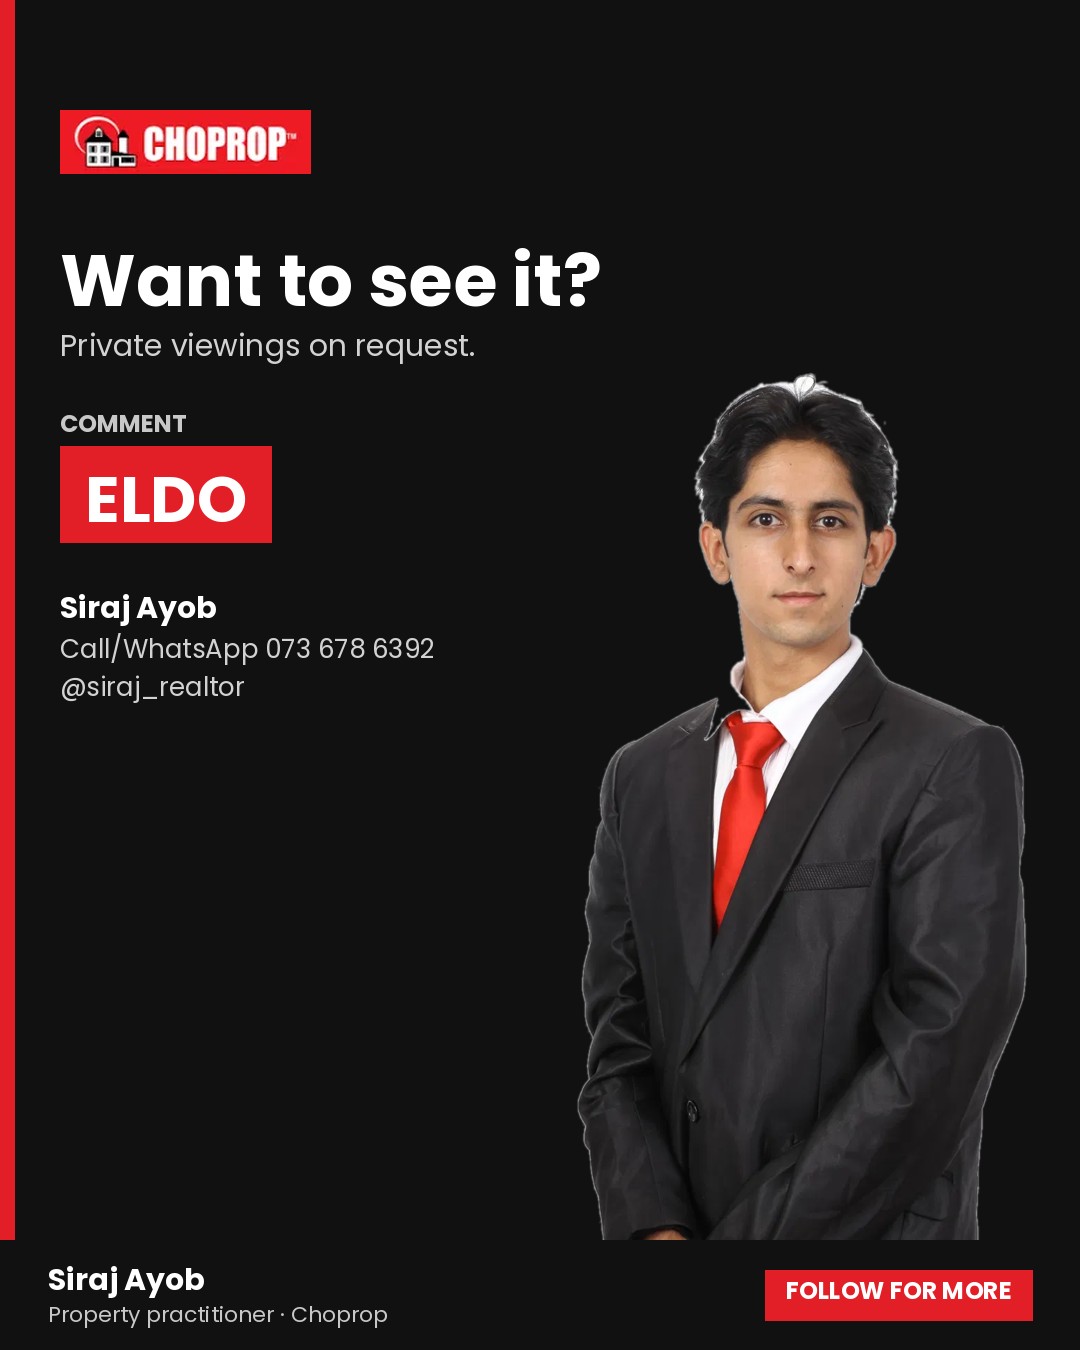 CHOPROP™
Want to see it?
Private viewings on request.
COMMENT
ELDO
Siraj Ayob
Call/WhatsApp 073 678 6392
@siraj_realtor
Siraj Ayob
Property practitioner · Choprop
FOLLOW FOR MORE